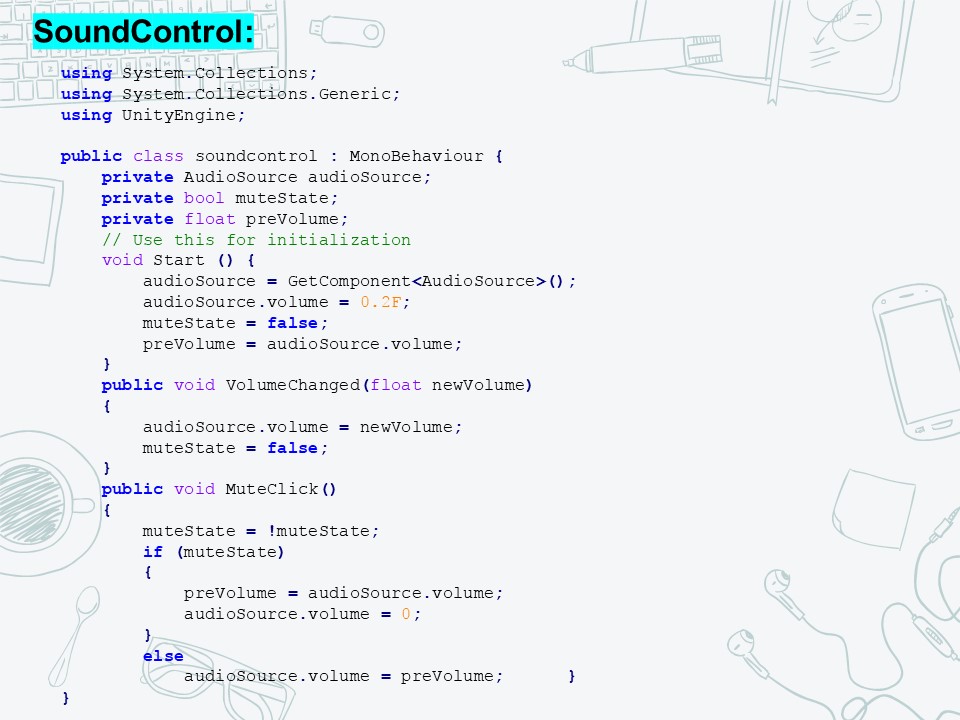 SoundControl:
using System.Collections;
using System.Collections.Generic;
using UnityEngine;
public class soundcontrol : MonoBehaviour {
    private AudioSource audioSource;
    private bool muteState;
    private float preVolume;
    // Use this for initialization
    void Start () {
        audioSource = GetComponent<AudioSource>();
        audioSource.volume = 0.2F;
        muteState = false;
        preVolume = audioSource.volume;
    }
    public void VolumeChanged(float newVolume)
    {
        audioSource.volume = newVolume;
        muteState = false;
    }
    public void MuteClick()
    {
        muteState = !muteState;
        if (muteState)
        {
            preVolume = audioSource.volume;
            audioSource.volume = 0;
        }
        else
            audioSource.volume = preVolume;      }
}